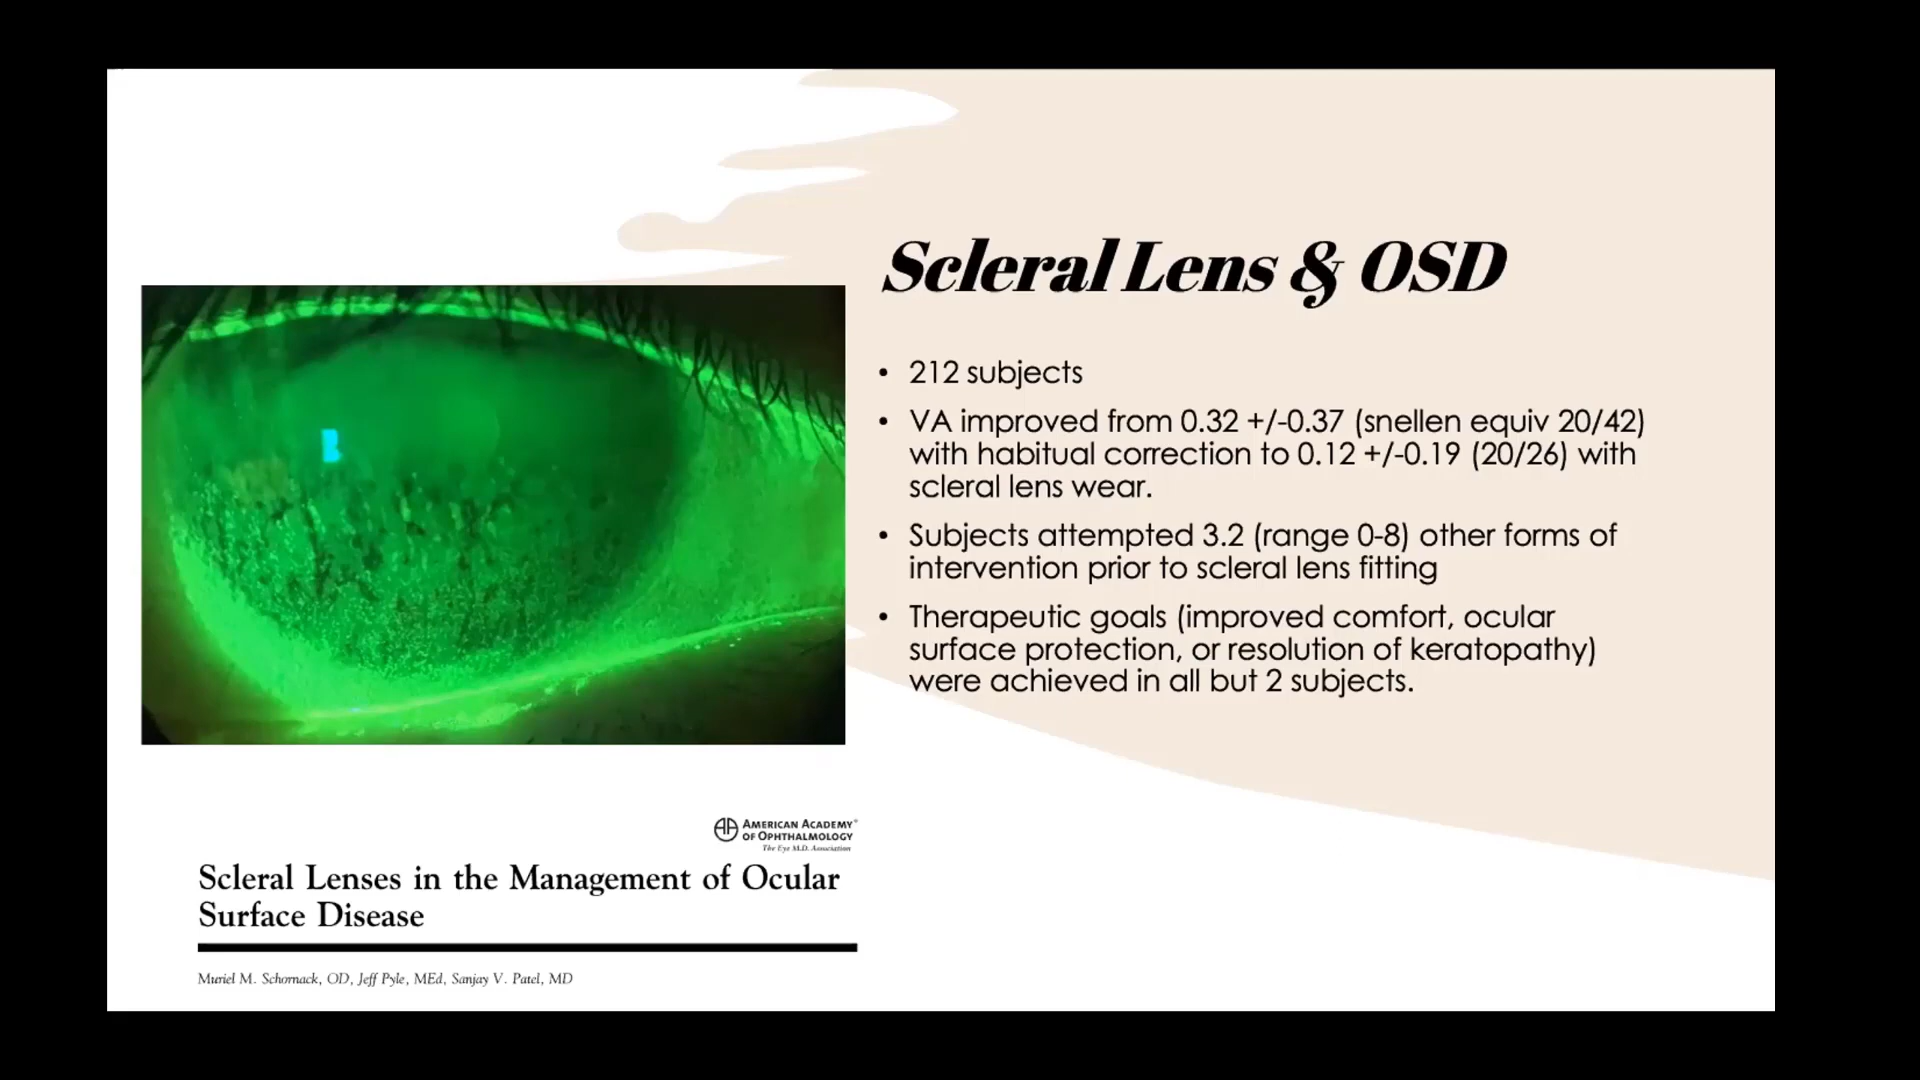 Scleral Lens & OSD
• 212 subjects
• VA improved from 0.32 +/-0.37 (snellen equiv 20/42)
with habitual correction to 0.12 +/-0.19 (20/26) with
scleral lens wear.
• Subjects attempted 3.2 (range 0-8) other forms of
intervention prior to scleral lens fitting
• Therapeutic goals (improved comfort, ocular
surface protection, or resolution of keratopathy)
were achieved in all but 2 subjects.
AMERICAN ACADEMY
OF OPHTHALMOLOGY
The Eye M.D. Association
Scleral Lenses in the Management of Ocular
Surface Disease
Muriel M. Schornack, OD, Jeff Pyle, MEd, Sanjay V. Patel, MD